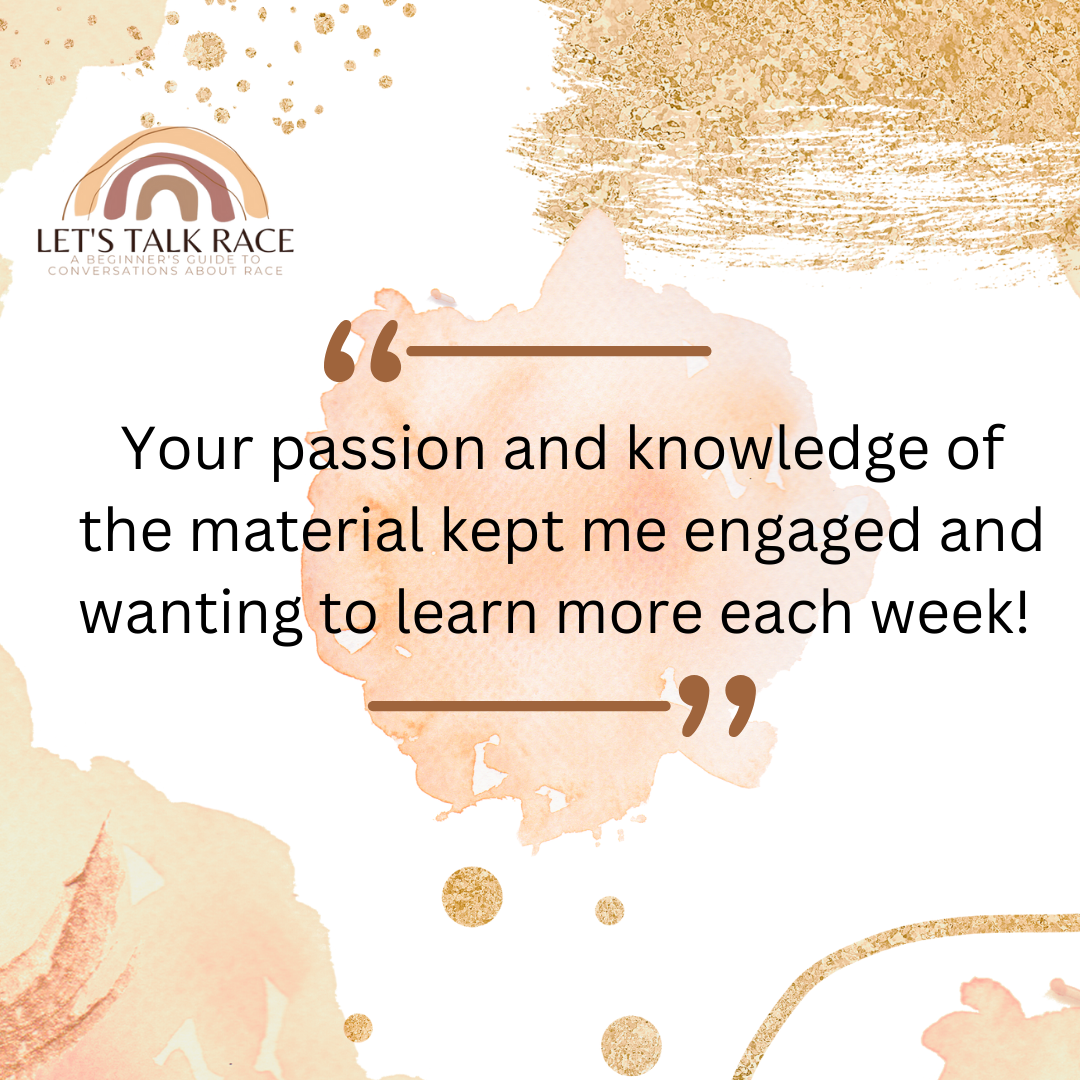 LET'S TALK RACE
A BEGINNER'S GUIDE TO
CONVERSATIONS ABOUT RACE
“
Your passion and knowledge of
the material kept me engaged and
wanting to learn more each week!
”